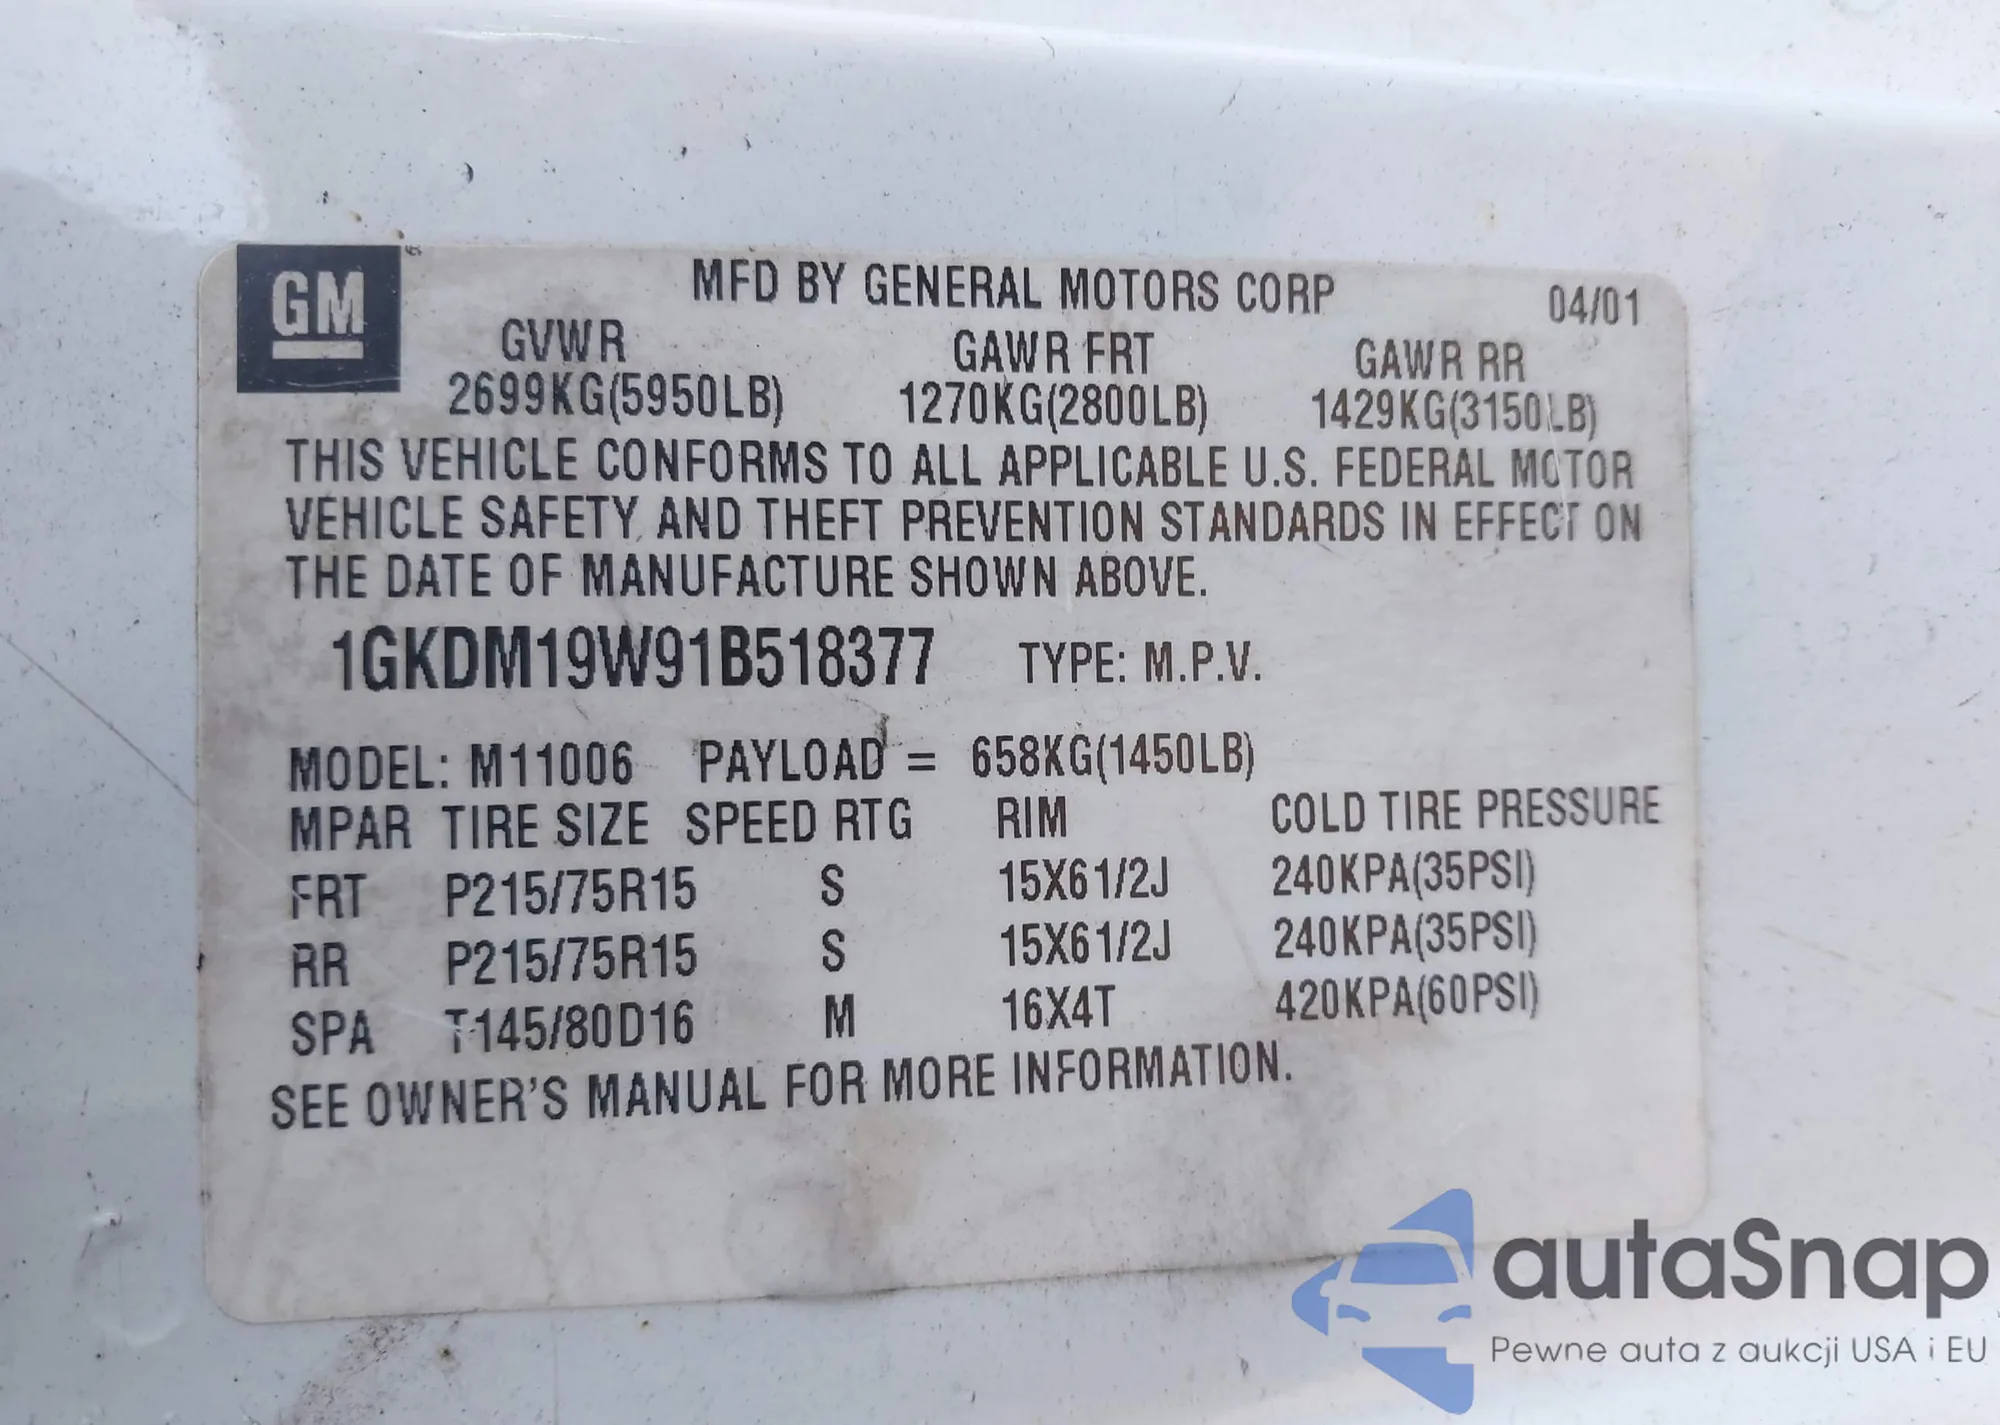 GM
MFD BY GENERAL MOTORS CORP 04/01
GVWR GAWR FRT GAWR RR
2699KG(5950LB) 1270KG(2800LB) 1429KG(3150LB)
THIS VEHICLE CONFORMS TO ALL APPLICABLE U.S. FEDERAL MOTOR
VEHICLE SAFETY, AND THEFT PREVENTION STANDARDS IN EFFECT ON
THE DATE OF MANUFACTURE SHOWN ABOVE.
1GKDM19W91B518377 TYPE: M.P.V.
MODEL: M11006 PAYLOAD = 658KG(1450LB)
MPAR TIRE SIZE SPEED RTG RIM COLD TIRE PRESSURE
FRT P215/75R15 S 15X61/2J 240KPA(35PSI)
RR P215/75R15 S 15X61/2J 240KPA(35PSI)
SPA T145/80D16 M 16X4T 420KPA(60PSI)
SEE OWNER'S MANUAL FOR MORE INFORMATION.
autaSnap
Pewne auta z aukcji USA i EU